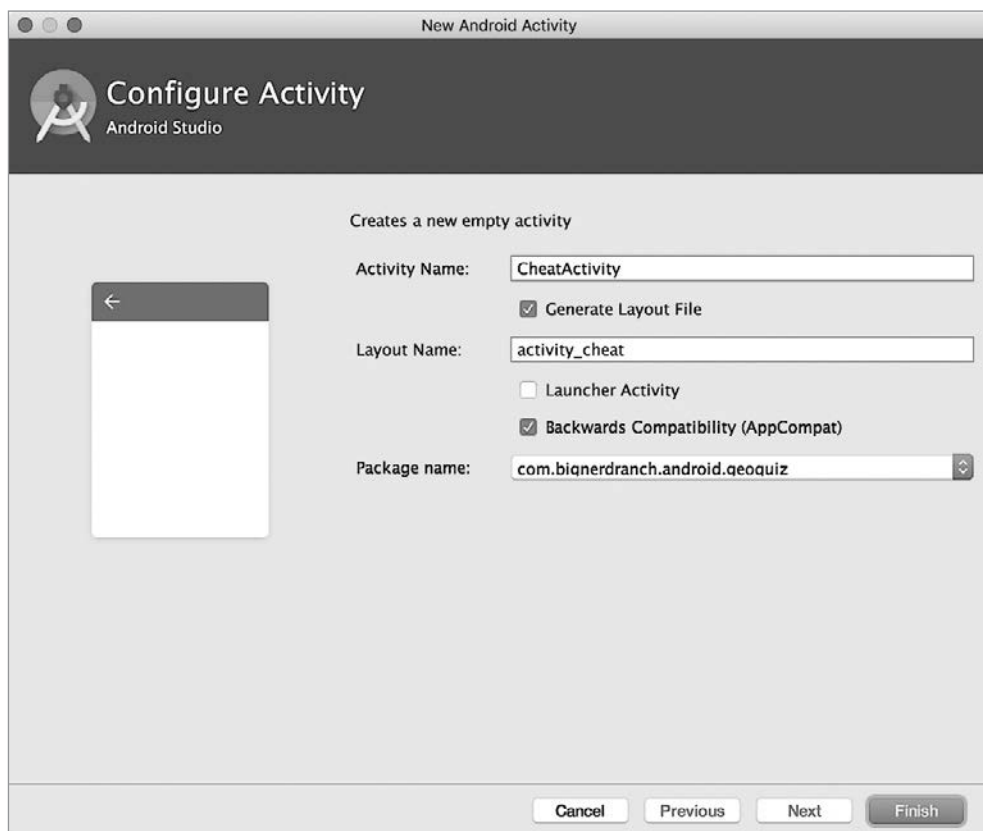 New Android Activity
Configure Activity
Android Studio
Creates a new empty activity
Activity Name:
CheatActivity
Generate Layout File
Layout Name:
activity_cheat
Launcher Activity
Backwards Compatibility (AppCompat)
Package name:
com.bignerdranch.android.geoquiz
Cancel
Previous
Next
Finish